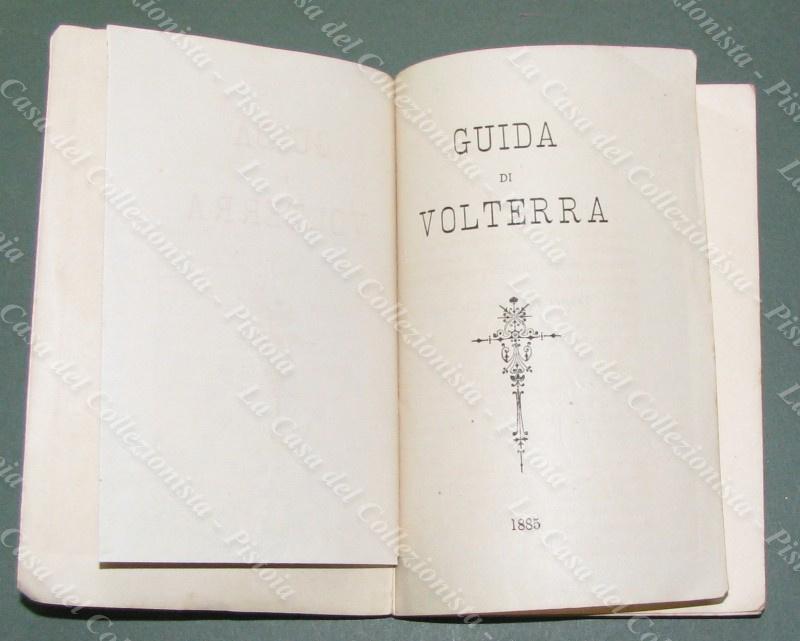 GUIDA
DI
VOLTERRA
1885
La Casa del Collezionista - Pistoia